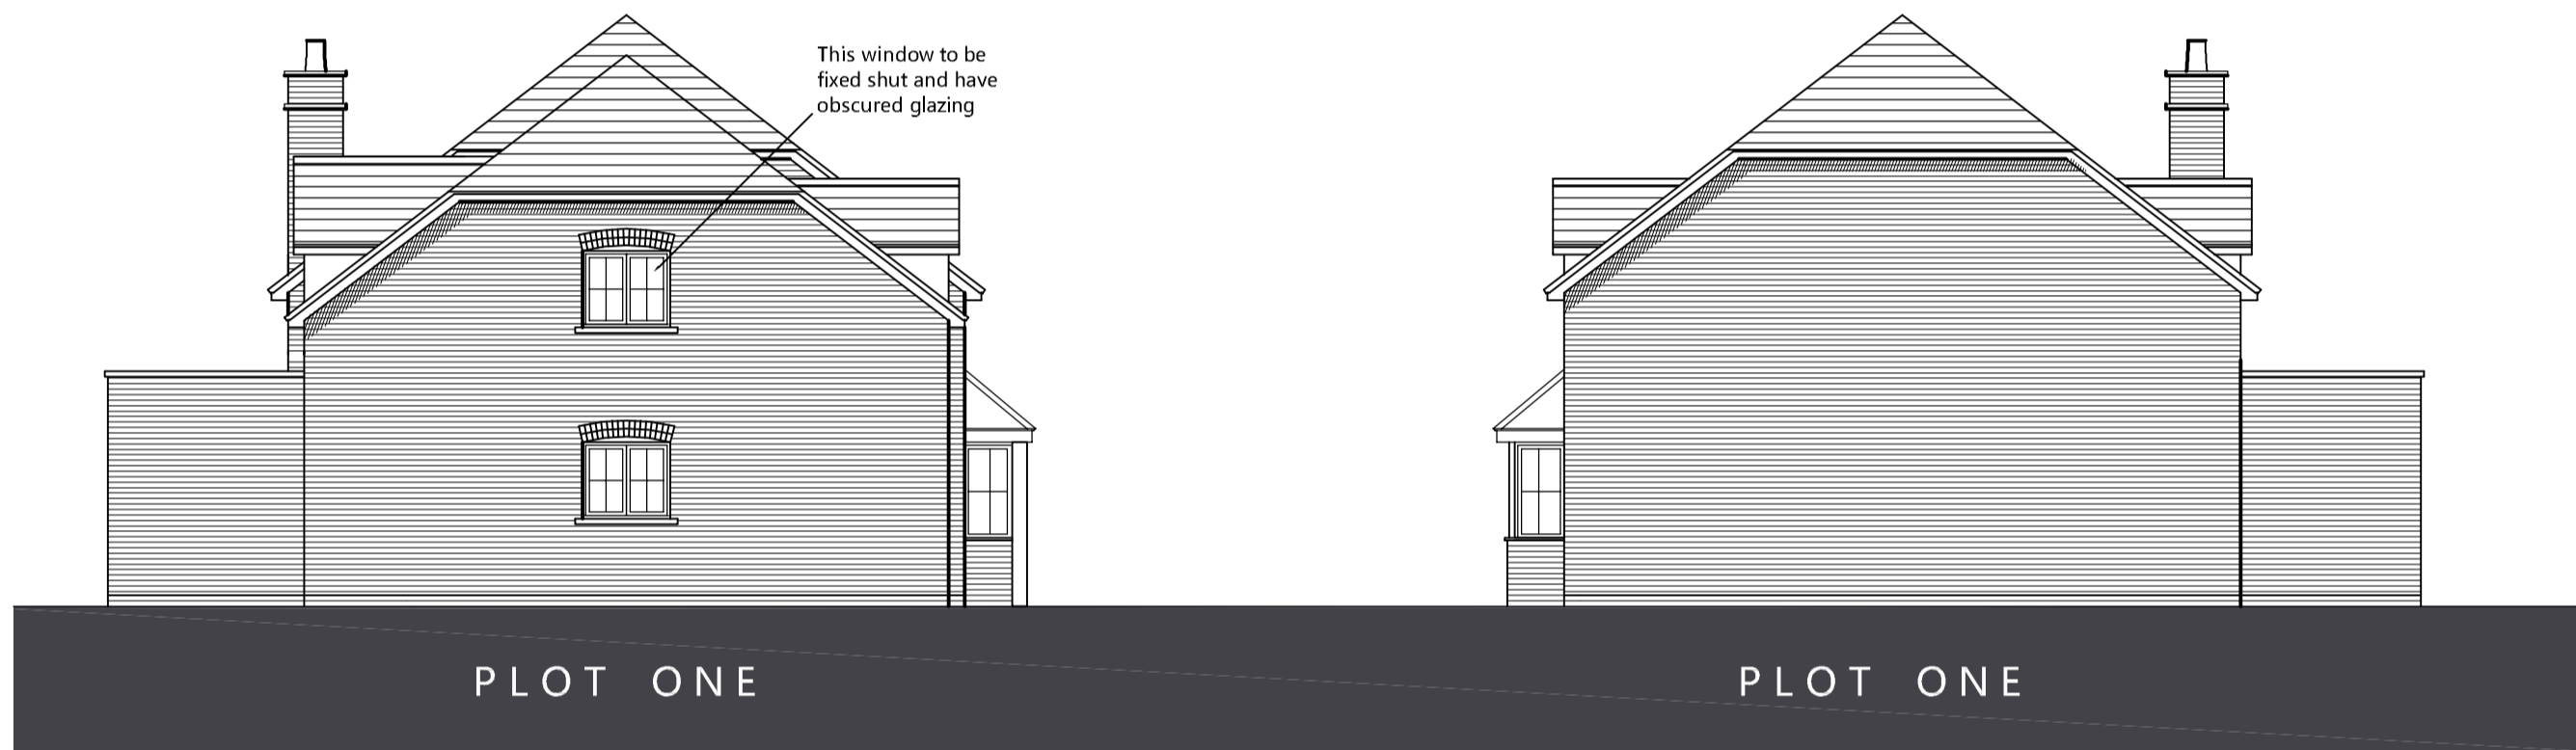 This window to be
fixed shut and have
obscured glazing
PLOT ONE
PLOT ONE